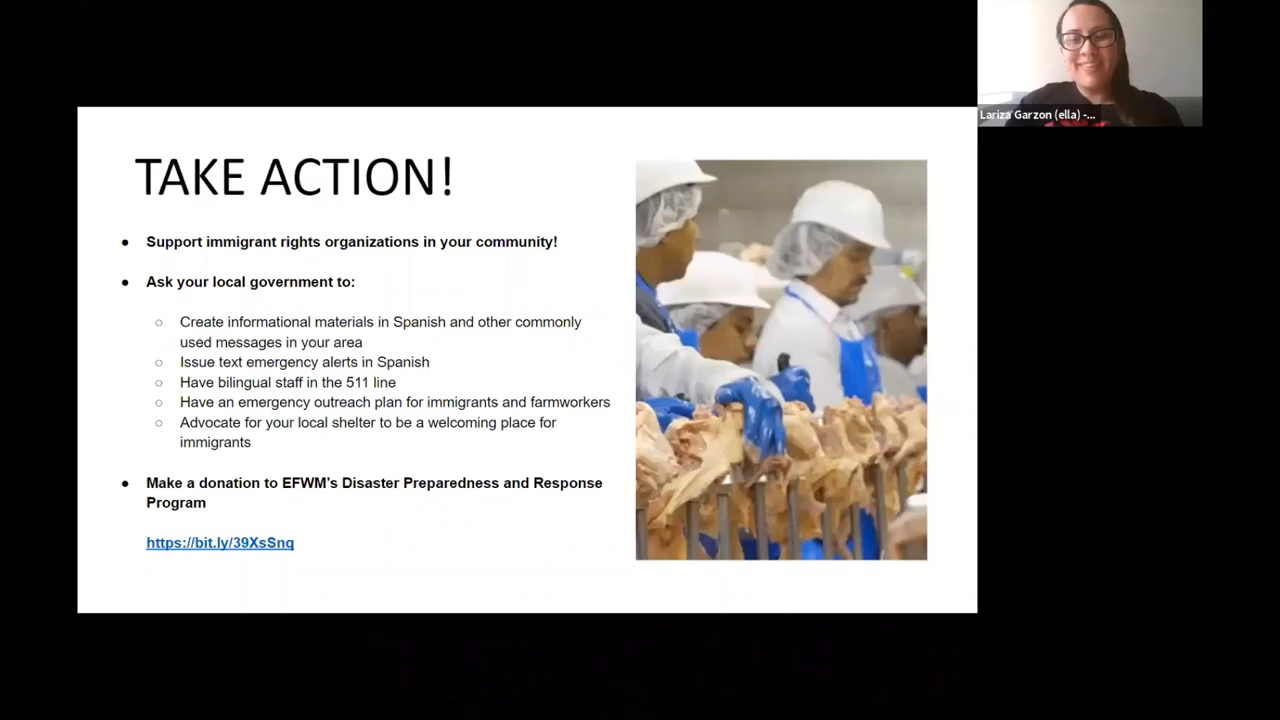 Lariza Garzon (ella) -...
TAKE ACTION!
● Support immigrant rights organizations in your community!
● Ask your local government to:
○ Create informational materials in Spanish and other commonly
used messages in your area
○ Issue text emergency alerts in Spanish
○ Have bilingual staff in the 511 line
○ Have an emergency outreach plan for immigrants and farmworkers
○ Advocate for your local shelter to be a welcoming place for
immigrants
● Make a donation to EFWM's Disaster Preparedness and Response
Program
https://bit.ly/39XsSnq